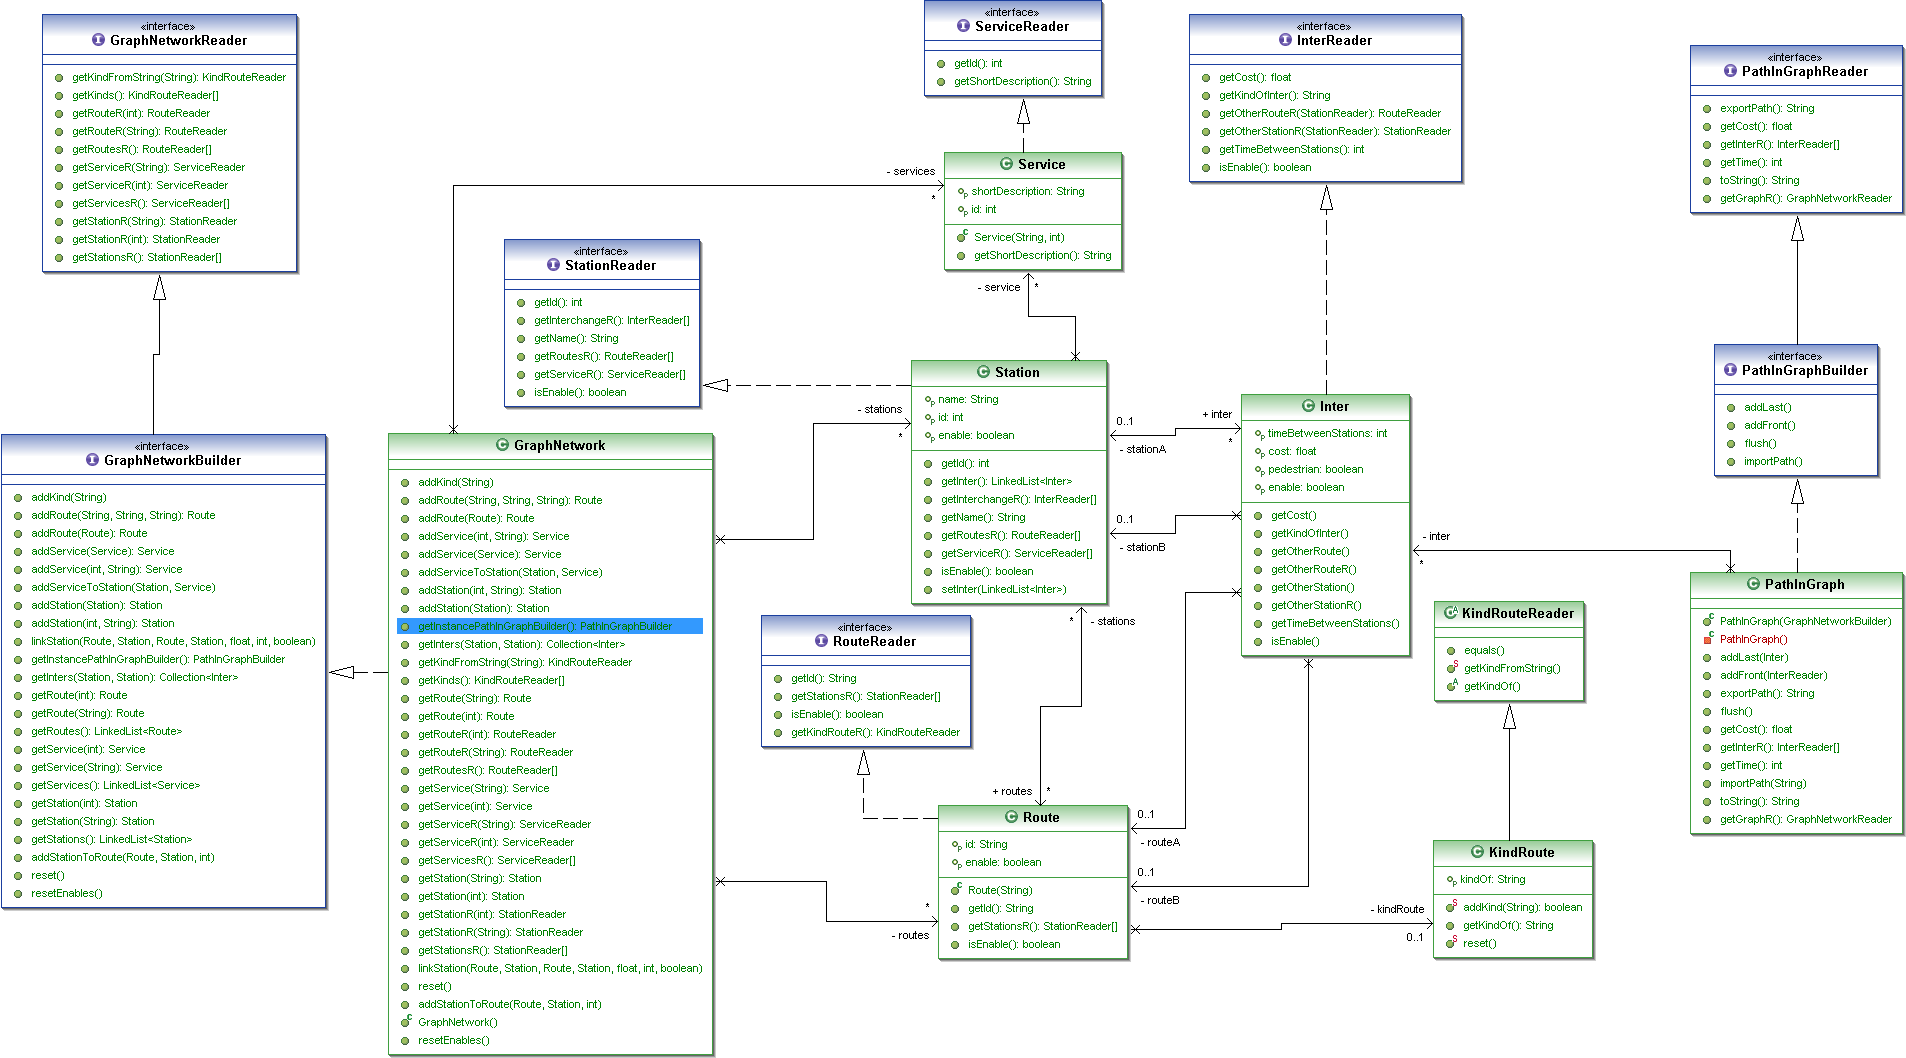 «interface»
GraphNetworkReader
getKindFromString(String): KindRouteReader
getKinds(): KindRouteReader[]
getRouteR(int): RouteReader
getRouteR(String): RouteReader
getRoutesR(): RouteReader[]
getServiceR(String): ServiceReader
getServiceR(int): ServiceReader
getServicesR(): ServiceReader[]
getStationR(String): StationReader
getStationR(int): StationReader
getStationsR(): StationReader[]
«interface»
ServiceReader
getId(): int
getShortDescription(): String
«interface»
InterReader
getCost(): float
getKindOfInter(): String
getOtherRouteR(StationReader): RouteReader
getOtherStationR(StationReader): StationReader
getTimeBetweenStations(): int
isEnable(): boolean
«interface»
PathInGraphReader
exportPath(): String
getCost(): float
getInterR(): InterReader[]
getTime(): int
toString(): String
getGraphR(): GraphNetworkReader
Service
shortDescription: String
id: int
Service(String, int)
getShortDescription(): String
- services
*
- service
*
«interface»
StationReader
getId(): int
getInterchangeR(): InterReader[]
getName(): String
getRoutesR(): RouteReader[]
getServiceR(): ServiceReader[]
isEnable(): boolean
Station
name: String
id: int
enable: boolean
getId(): int
getInter(): LinkedList<Inter>
getInterchangeR(): InterReader[]
getName(): String
getRoutesR(): RouteReader[]
getServiceR(): ServiceReader[]
isEnable(): boolean
setInter(LinkedList<Inter>)
- stations
*
0..1
- stationA
+ inter
*
0..1
- stationB
Inter
timeBetweenStations: int
cost: float
pedestrian: boolean
enable: boolean
getCost()
getKindOfInter()
getOtherRoute()
getOtherRouteR()
getOtherStation()
getOtherStationR()
getTimeBetweenStations()
isEnable()
«interface»
PathInGraphBuilder
addLast()
addFront()
flush()
importPath()
- inter
*
«interface»
GraphNetworkBuilder
addKind(String)
addRoute(String, String, String): Route
addRoute(Route): Route
addService(Service): Service
addService(int, String): Service
addServiceToStation(Station, Service)
addStation(Station): Station
addStation(int, String): Station
linkStation(Route, Station, Route, Station, float, int, boolean)
getInstancePathInGraphBuilder(): PathInGraphBuilder
getInters(Station, Station): Collection<Inter>
getRoute(int): Route
getRoute(String): Route
getRoutes(): LinkedList<Route>
getService(int): Service
getService(String): Service
getServices(): LinkedList<Service>
getStation(int): Station
getStation(String): Station
getStations(): LinkedList<Station>
addStationToRoute(Route, Station, int)
reset()
resetEnables()
GraphNetwork
addKind(String)
addRoute(String, String, String): Route
addRoute(Route): Route
addService(int, String): Service
addService(Service): Service
addServiceToStation(Station, Service)
addStation(int, String): Station
addStation(Station): Station
getInstancePathInGraphBuilder(): PathInGraphBuilder
getInters(Station, Station): Collection<Inter>
getKindFromString(String): KindRouteReader
getKinds(): KindRouteReader[]
getRoute(String): Route
getRoute(int): Route
getRouteR(int): RouteReader
getRouteR(String): RouteReader
getRoutesR(): RouteReader[]
getService(String): Service
getService(int): Service
getServiceR(String): ServiceReader
getServiceR(int): ServiceReader
getServicesR(): ServiceReader[]
getStation(String): Station
getStation(int): Station
getStationR(int): StationReader
getStationR(String): StationReader
getStationsR(): StationReader[]
linkStation(Route, Station, Route, Station, float, int, boolean)
reset()
addStationToRoute(Route, Station, int)
GraphNetwork()
resetEnables()
«interface»
RouteReader
getId(): String
getStationsR(): StationReader[]
isEnable(): boolean
getKindRouteR(): KindRouteReader
* - stations
+ routes *
Route
id: String
enable: boolean
Route(String)
getId(): String
getStationsR(): StationReader[]
isEnable(): boolean
*
- routes
0..1
- routeA
0..1
- routeB
- kindRoute
0..1
KindRouteReader
equals()
getKindFromString()
getKindOf()
KindRoute
kindOf: String
addKind(String): boolean
getKindOf(): String
reset()
PathInGraph
PathInGraph(GraphNetworkBuilder)
PathInGraph()
addLast(Inter)
addFront(InterReader)
exportPath(): String
flush()
getCost(): float
getInterR(): InterReader[]
getTime(): int
importPath(String)
toString(): String
getGraphR(): GraphNetworkReader